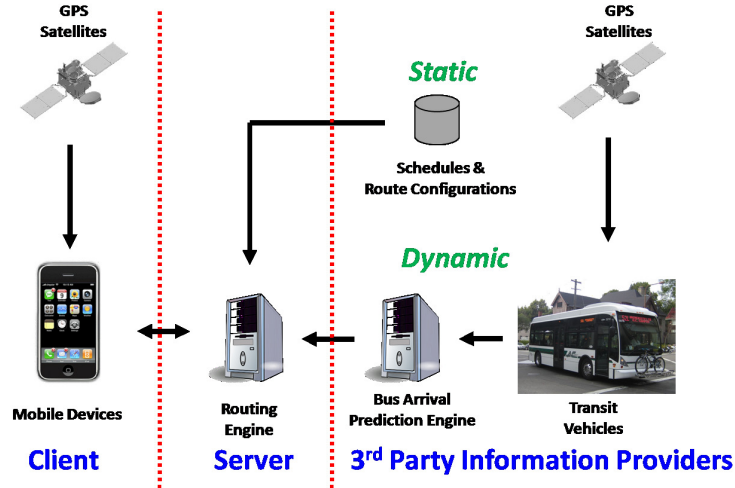 GPS
Satellites
GPS
Satellites
Static
Schedules &
Route Configurations
Dynamic
Mobile Devices
Routing
Engine
Bus Arrival
Prediction Engine
Transit
Vehicles
Client
Server
3rd Party Information Providers